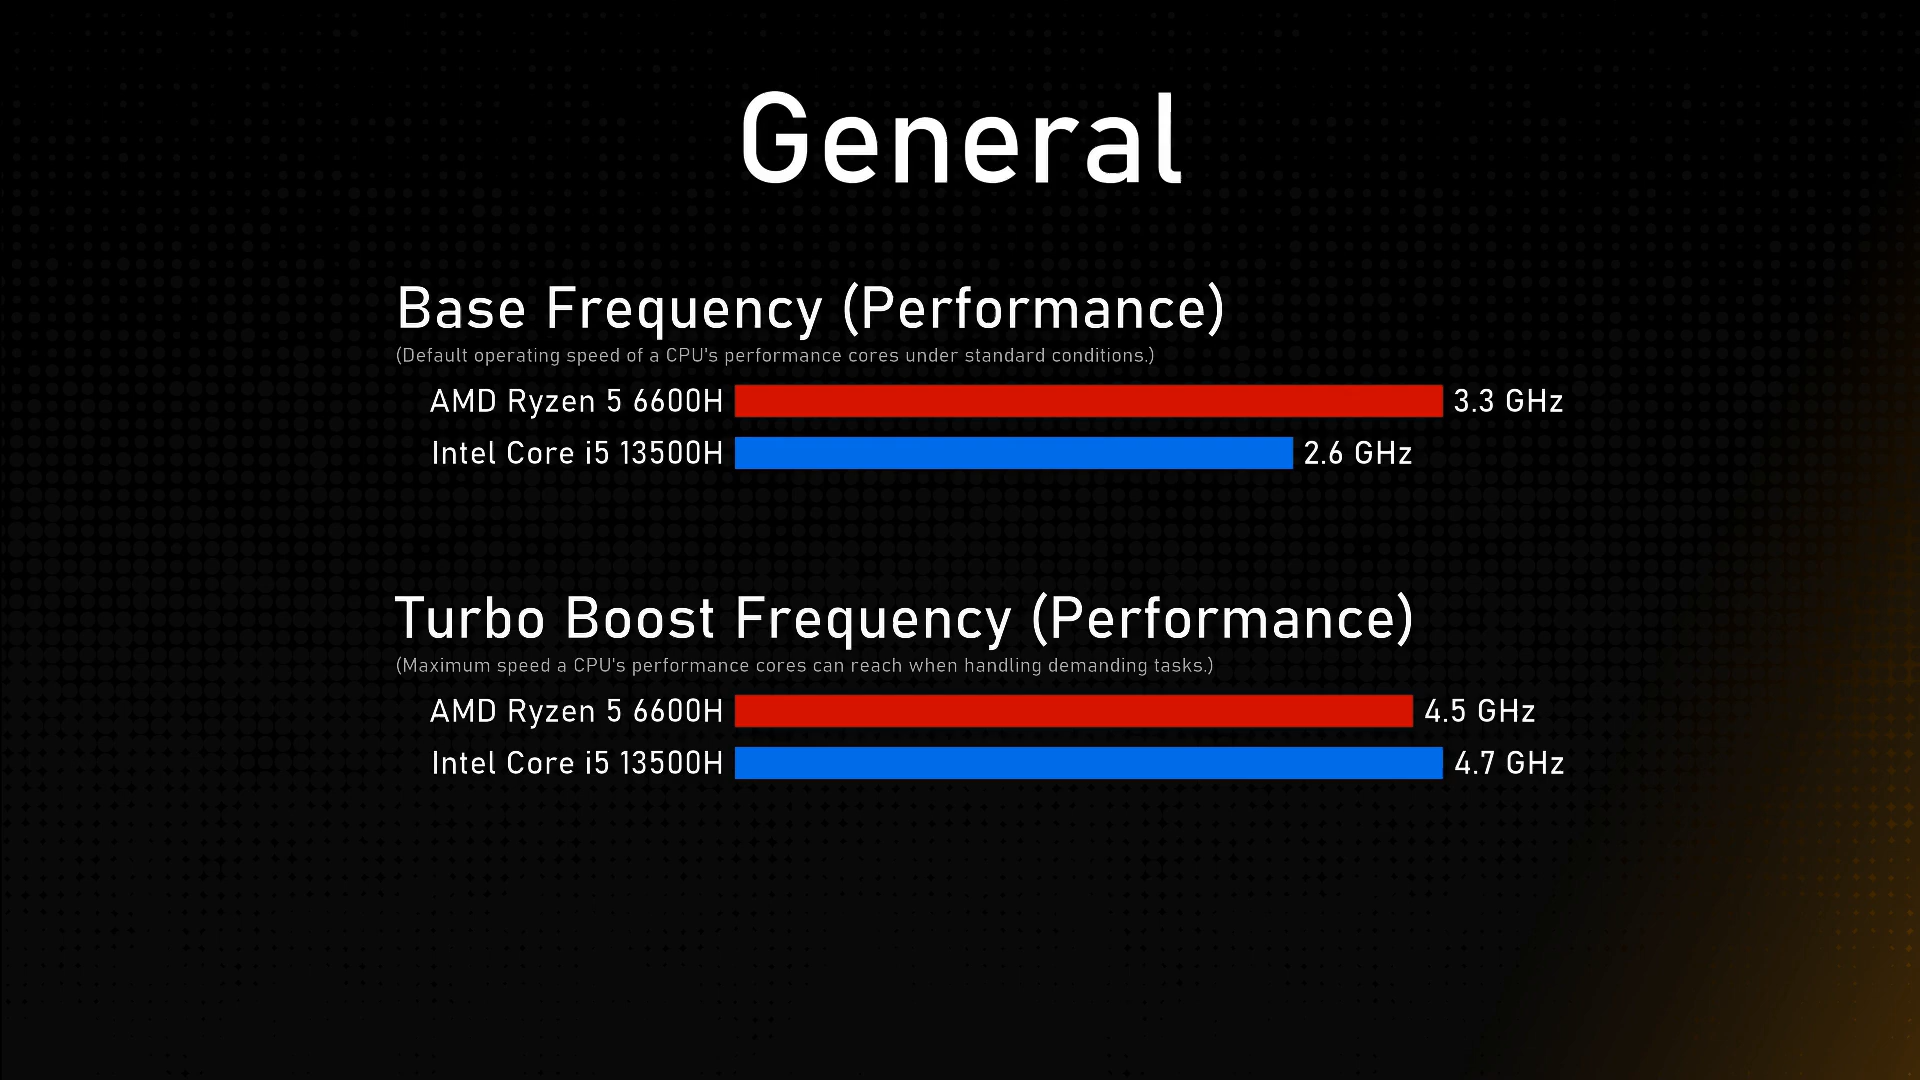 General
Base Frequency (Performance)
(Default operating speed of a CPU's performance cores under standard conditions.)
AMD Ryzen 5 6600H 3.3 GHz
Intel Core i5 13500H 2.6 GHz
Turbo Boost Frequency (Performance)
(Maximum speed a CPU's performance cores can reach when handling demanding tasks.)
AMD Ryzen 5 6600H 4.5 GHz
Intel Core i5 13500H 4.7 GHz